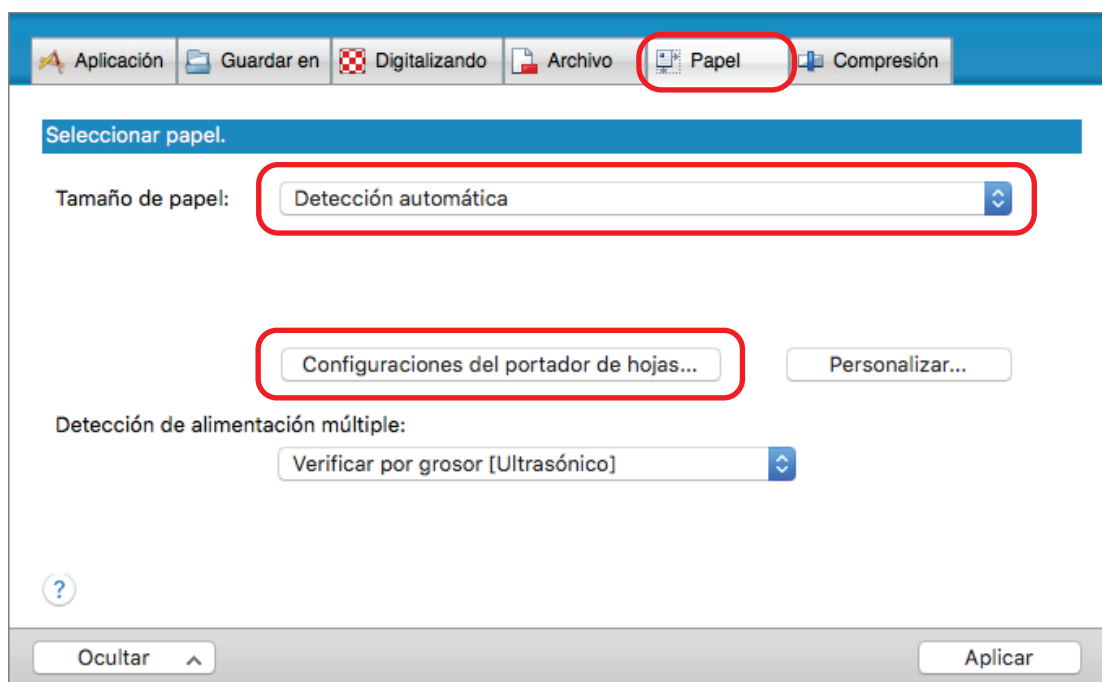 Aplicación Guardar en Digitalizando Archivo Papel Compresión
Seleccionar papel.
Tamaño de papel: Detección automática
Configuraciones del portador de hojas... Personalizar...
Detección de alimentación múltiple:
Verificar por grosor [Ultrasónico]
?
Ocultar Aplicar